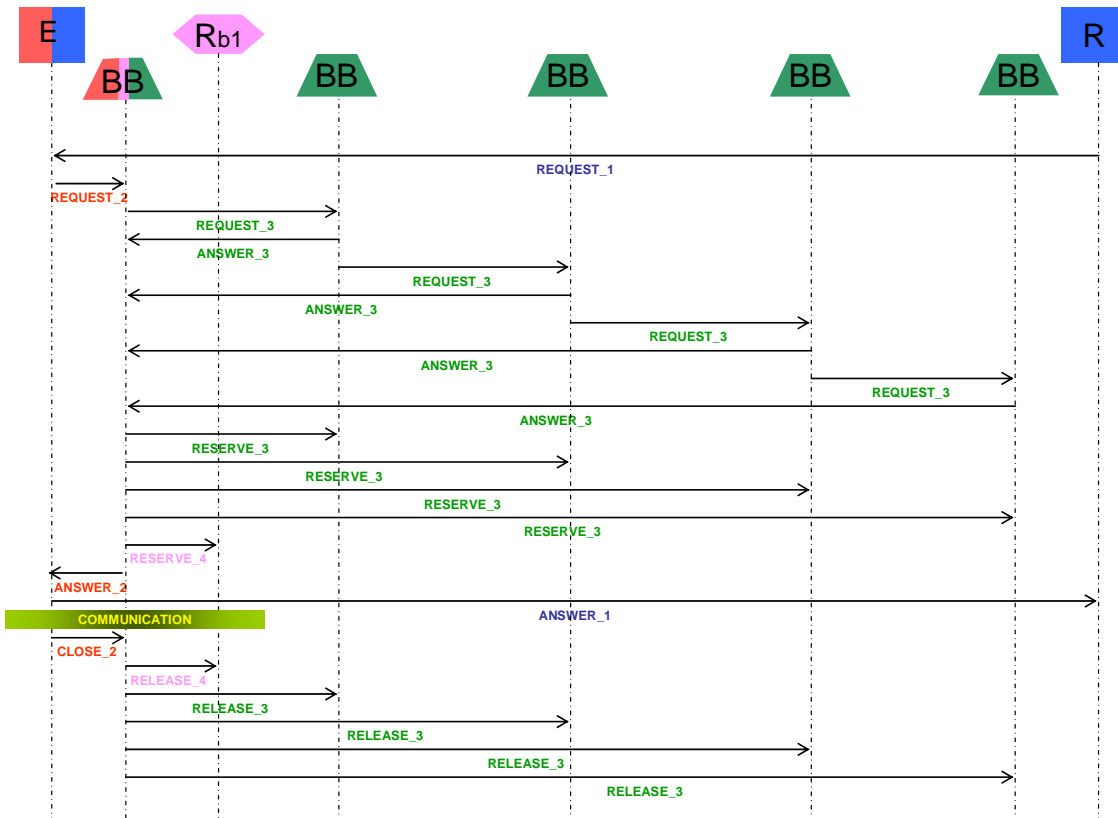 E
Rb1
R
BB
BB
BB
BB
BB
REQUEST_1
REQUEST_2
REQUEST_3
ANSWER_3
REQUEST_3
ANSWER_3
REQUEST_3
ANSWER_3
REQUEST_3
ANSWER_3
RESERVE_3
RESERVE_3
RESERVE_3
RESERVE_3
RESERVE_4
ANSWER_2
ANSWER_1
COMMUNICATION
CLOSE_2
RELEASE_4
RELEASE_3
RELEASE_3
RELEASE_3
RELEASE_3